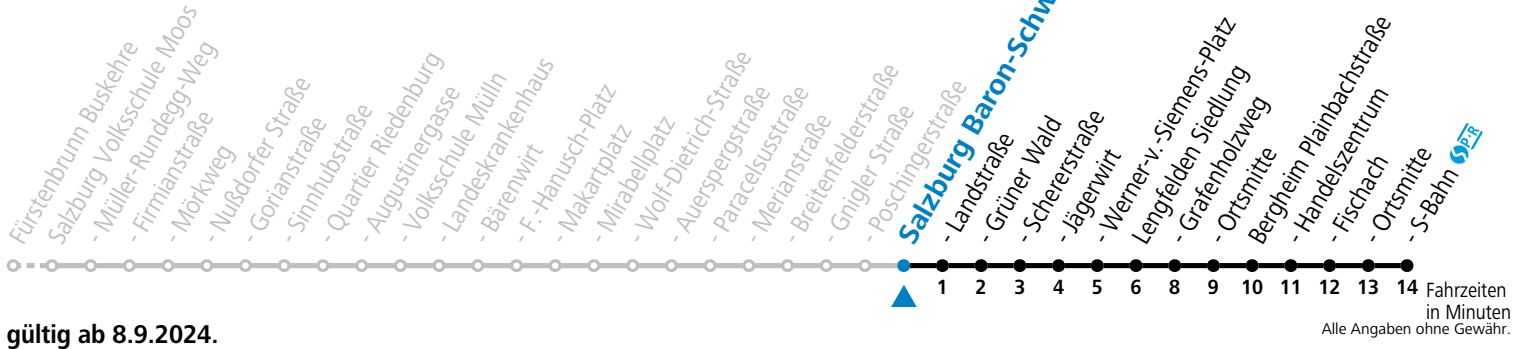 Fürstenbrunn Buskehre
Salzburg Volksschule Moos
- Müller-Rundegg-Weg
- Firmianstraße
- Mörkweg
- Nußdorfer Straße
- Gorianstraße
- Sinnhubstraße
- Quartier Riedenburg
- Augustinergasse
- Volksschule Mülln
- Landeskrankenhaus
- Bärenwirt
- F.-Hanusch-Platz
- Makartplatz
- Mirabellplatz
- Wolf-Dietrich-Straße
- Auerspergstraße
- Paracelsusstraße
- Merianstraße
- Breitenfelderstraße
- Gnigler Straße
- Poschingerstraße
Salzburg Baron-Schw
- Landstraße
- Grüner Wald
- Schererstraße
- Jägerwirt
- Werner-v.-Siemens-Platz
Lengfelden Siedlung
- Grafenholzweg
- Ortsmitte
Bergheim Plainbachstraße
- Handelszentrum
- Fischach
- Ortsmitte
- S-Bahn P+R
1 2 3 4 5 6 8 9 10 11 12 13 14 Fahrzeiten
in Minuten
Alle Angaben ohne Gewähr.
gültig ab 8.9.2024.